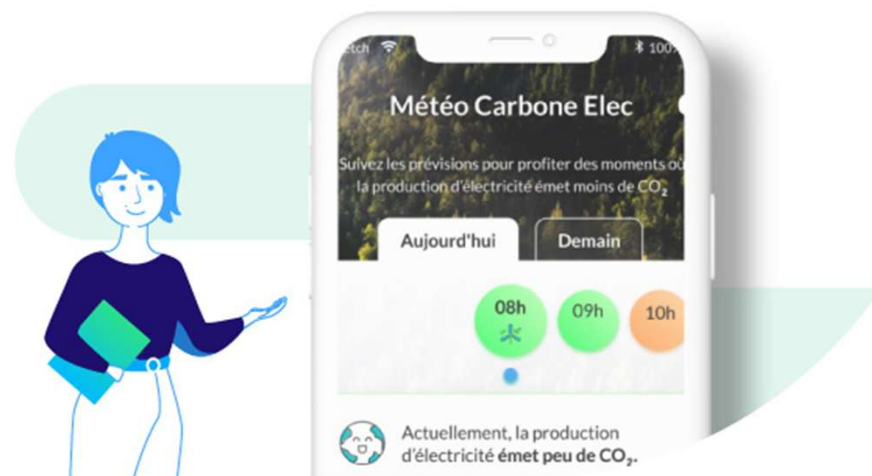 100%
Météo Carbone Elec
Suivez les prévisions pour profiter des moments où
la production d'électricité émet moins de CO₂
Aujourd'hui
Demain
08h
09h
10h
Actuellement, la production
d'électricité émet peu de CO₂.